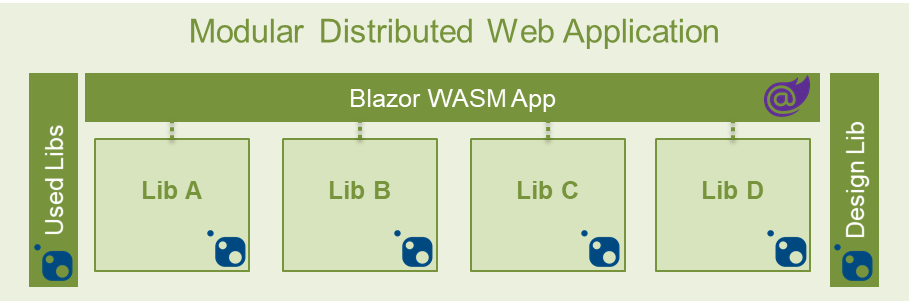 Modular Distributed Web Application
Used Libs
Blazor WASM App
@
Design Lib
Lib A
Lib B
Lib C
Lib D